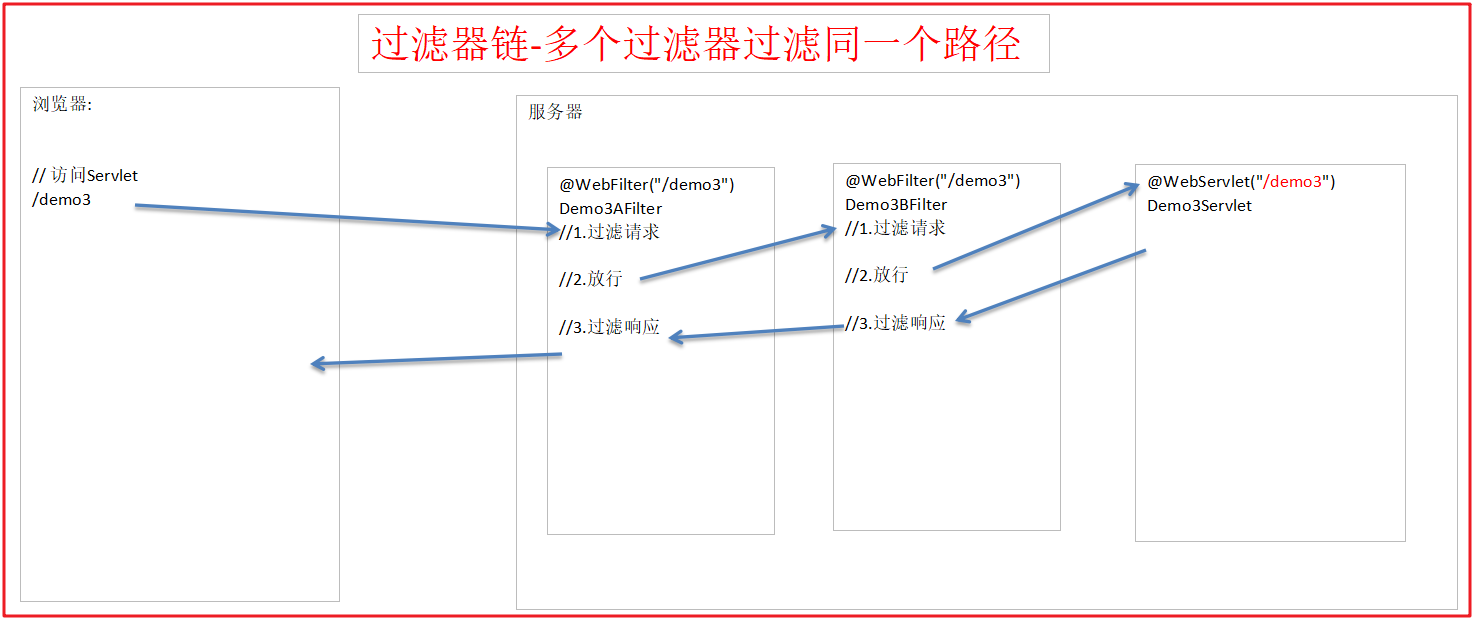 过滤器链-多个过滤器过滤同一个路径
浏览器:
// 访问Servlet
/demo3
服务器
@WebFilter("/demo3")
Demo3AFilter
//1.过滤请求
//2.放行
//3.过滤响应
@WebFilter("/demo3")
Demo3BFilter
//1.过滤请求
//2.放行
//3.过滤响应
@WebServlet("/demo3")
Demo3Servlet